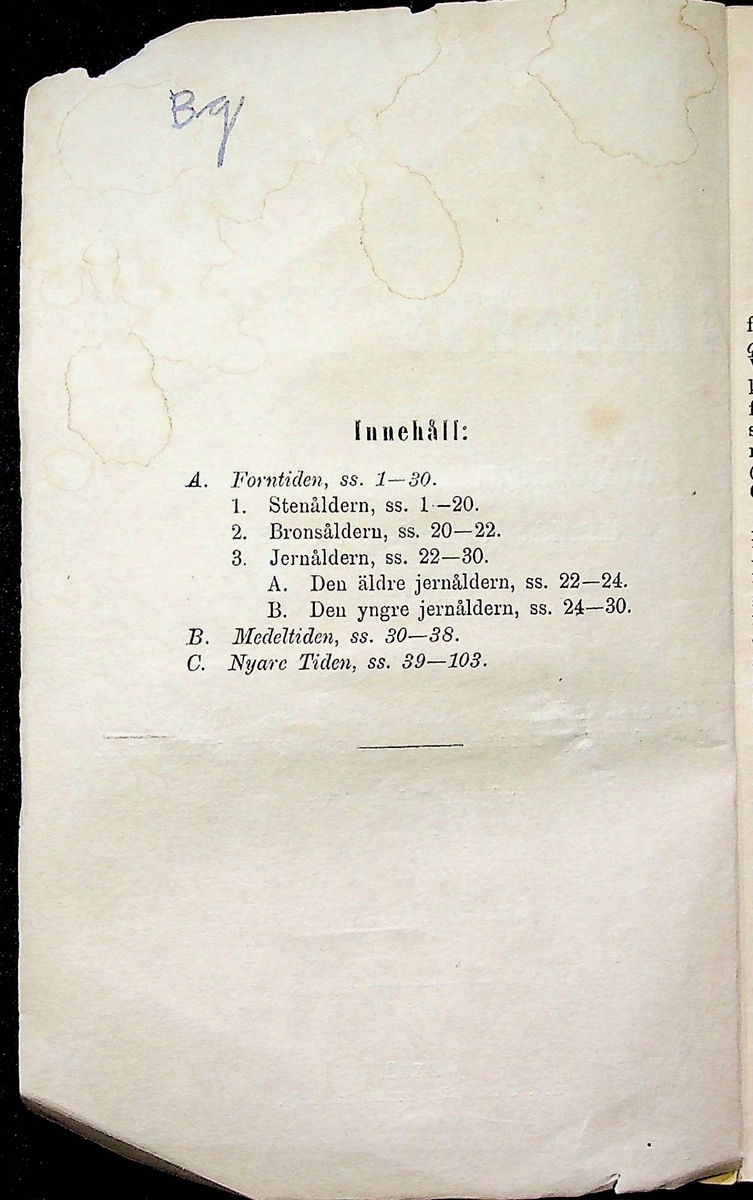 Bq
Innehåll:
A. Forntiden, ss. 1—30.
1. Stenåldern, ss. 1—20.
2. Bronsåldern, ss. 20—22.
3. Jernåldern, ss. 22—30.
A. Den äldre jernåldern, ss. 22—24.
B. Den yngre jernåldern, ss. 24—30.
B. Medeltiden, ss. 30—38.
C. Nyare Tiden, ss. 39—103.